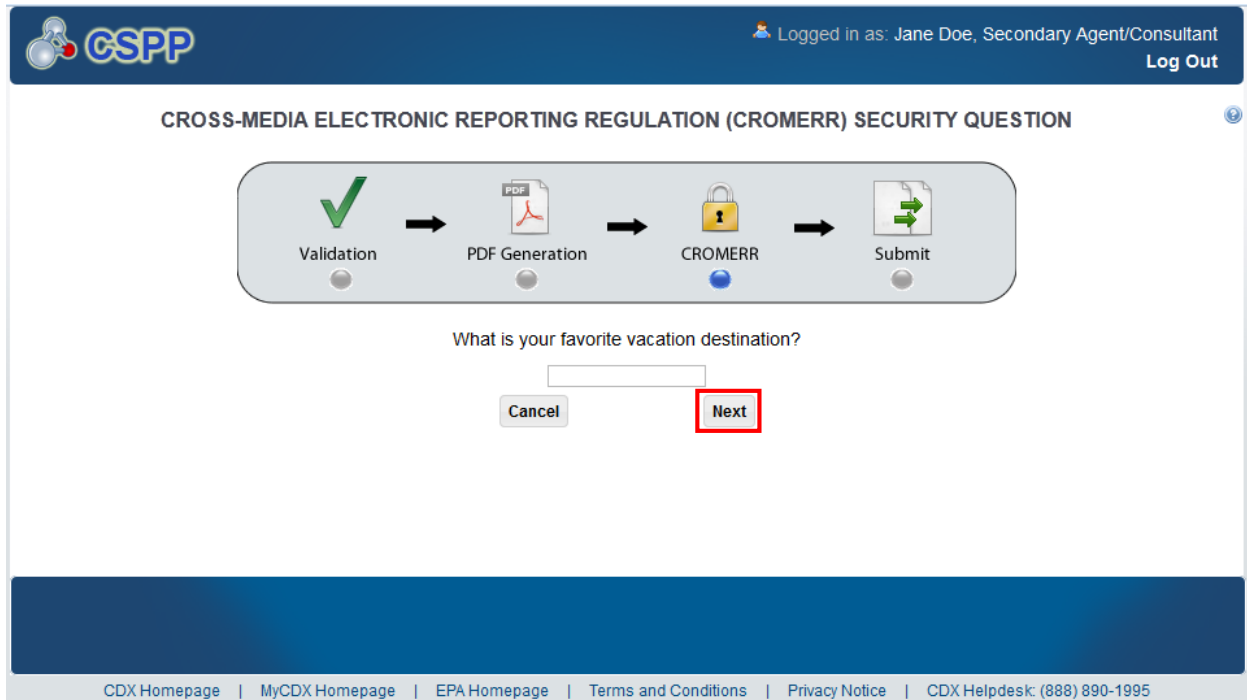 CSPP
Logged in as: Jane Doe, Secondary Agent/Consultant
Log Out
CROSS-MEDIA ELECTRONIC REPORTING REGULATION (CROMERR) SECURITY QUESTION
?
PDF
Validation PDF Generation CROMERR Submit
What is your favorite vacation destination?
Cancel Next
CDX Homepage | MyCDX Homepage | EPA Homepage | Terms and Conditions | Privacy Notice | CDX Helpdesk: (888) 890-1995